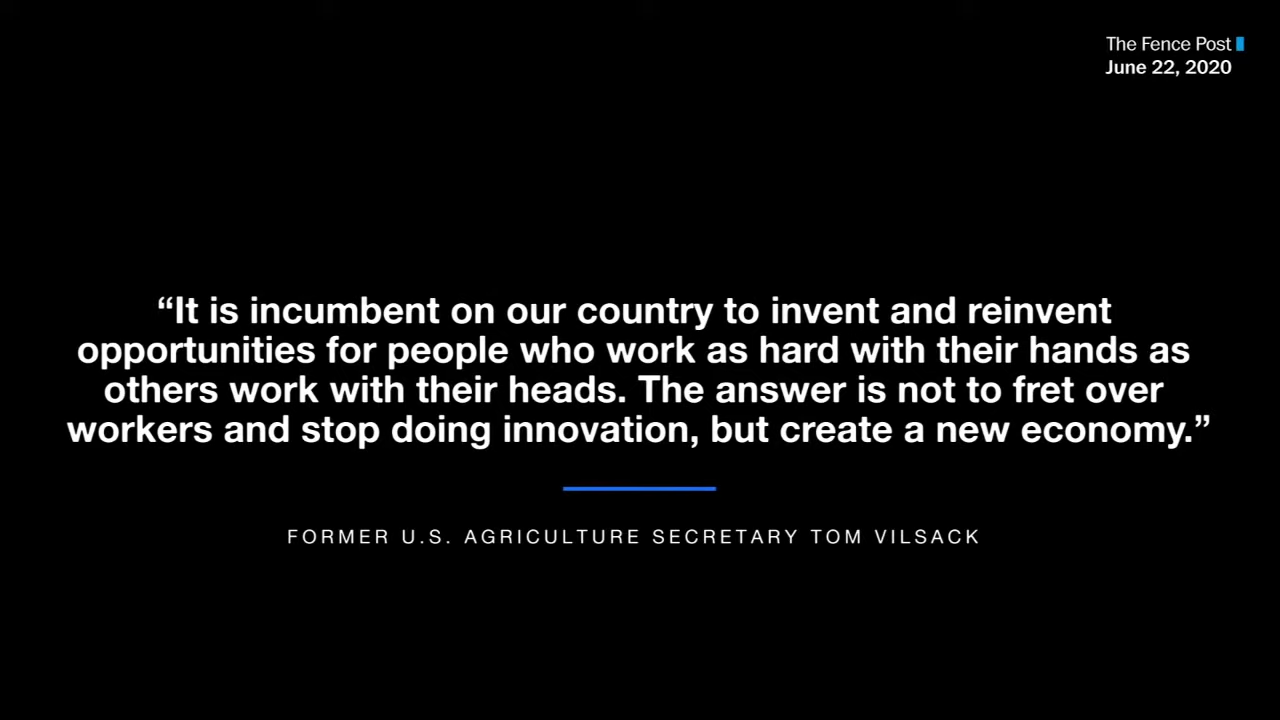 The Fence Post
June 22, 2020
“It is incumbent on our country to invent and reinvent
opportunities for people who work as hard with their hands as
others work with their heads. The answer is not to fret over
workers and stop doing innovation, but create a new economy.”
FORMER U.S. AGRICULTURE SECRETARY TOM VILSACK